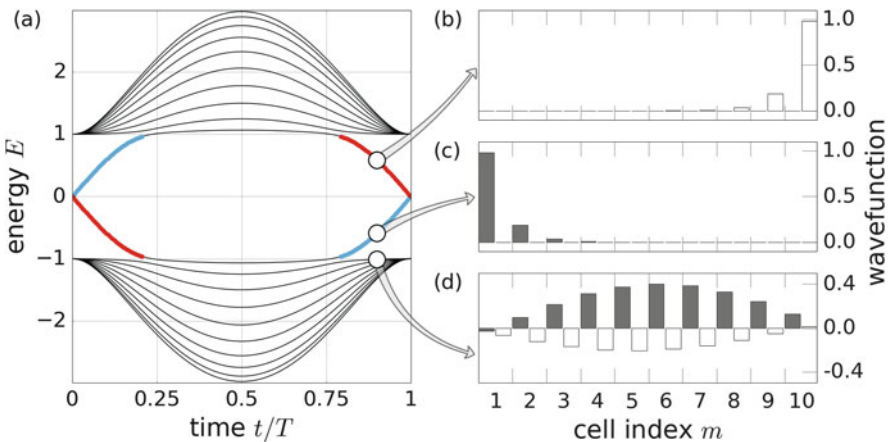 (a)
energy E
2
1
0
−1
−2
0
0.25
0.5
0.75
1
time t/T
(b)
1.0
0.5
0.0
(c)
1.0
0.5
0.0
(d)
0.4
0.0
-0.4
wavefunction
1 2 3 4 5 6 7 8 9 10
cell index m